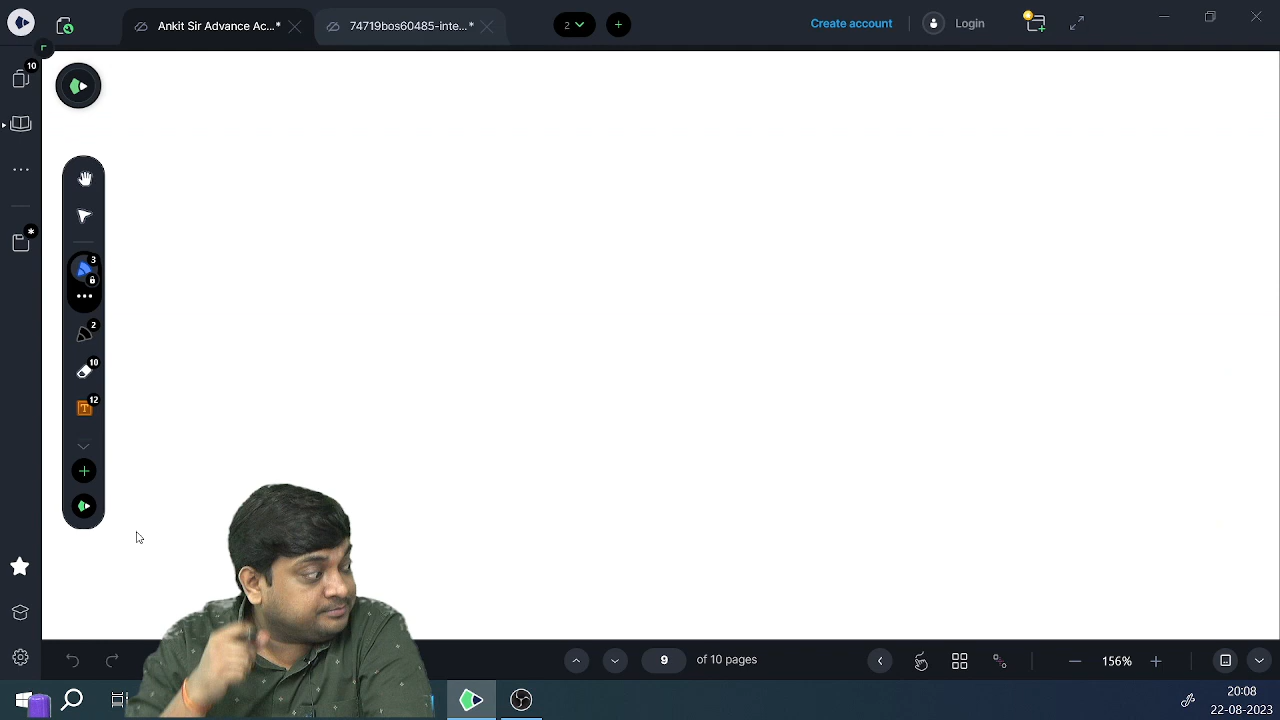 Ankit Sir Advance Ac...*
74719bos60485-inte...*
2
Create account
Login
10
*
3
2
10
T
12
9
of 10 pages
156%
20:08
22-08-2023